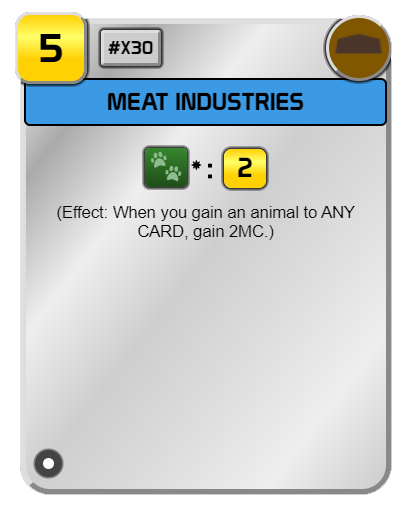 5
#X30
MEAT INDUSTRIES
*: 2
(Effect: When you gain an animal to ANY
CARD, gain 2MC.)